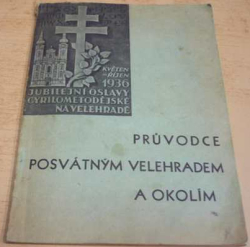 KVĚTEN
ŘÍJEN
1936
JUBILEJNÍ OSLAVY
CYRILOMETODĚJSKÉ
NA VELEHRADĚ
PRŮVODCE
POSVÁTNÝM VELEHRADEM
A OKOLÍM